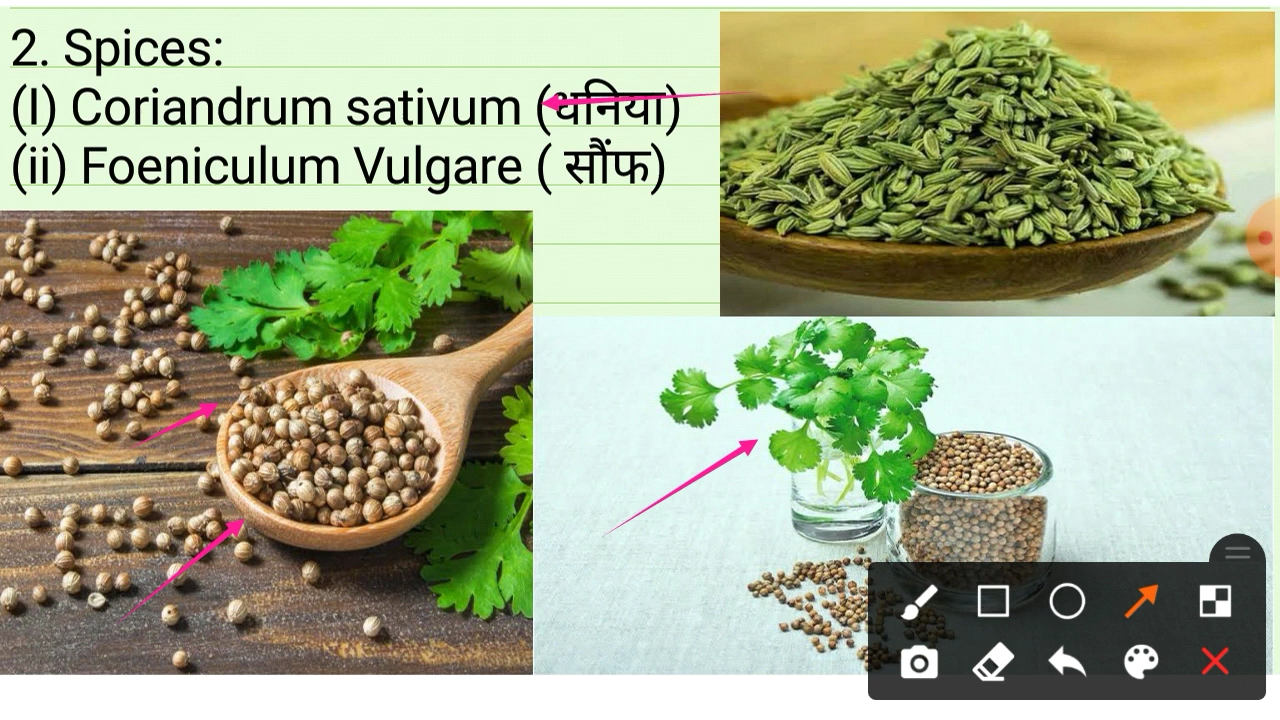 2. Spices:
(I) Coriandrum sativum (धनिया)
(ii) Foeniculum Vulgare ( सौंफ)